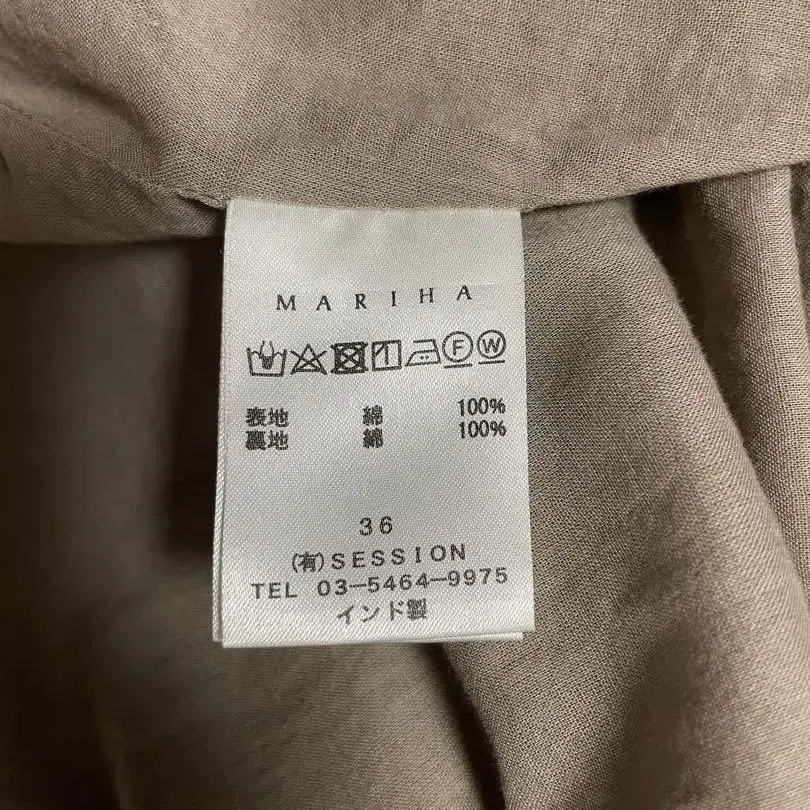 MARIHA
F W
表地 綿 100%
裏地 綿 100%
36
(有)SESSION
TEL 03-5464-9975
インド製